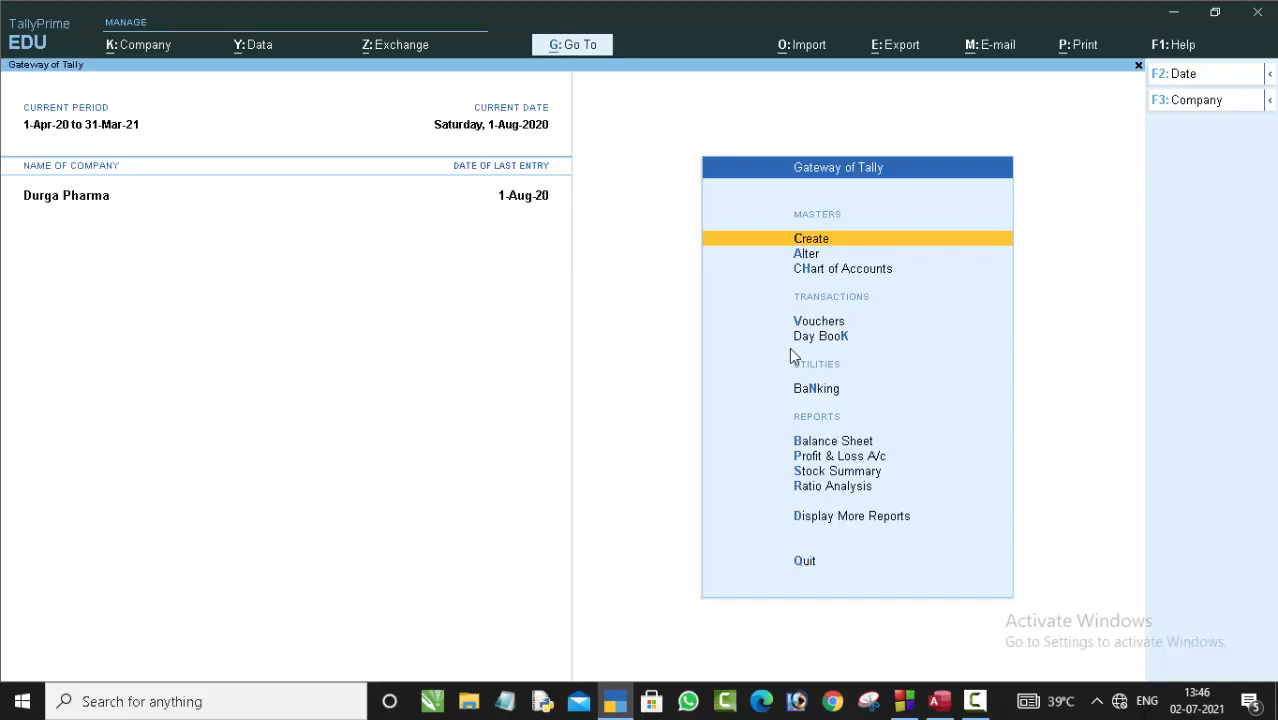 TallyPrime
EDU
MANAGE
K: Company
Y: Data
Z: Exchange
G: Go To
O: Import
E: Export
M: E-mail
P: Print
F1: Help
Gateway of Tally
F2: Date
F3: Company
CURRENT PERIOD
CURRENT DATE
1-Apr-20 to 31-Mar-21
Saturday, 1-Aug-2020
NAME OF COMPANY
DATE OF LAST ENTRY
Durga Pharma
1-Aug-20
Gateway of Tally
MASTERS
Create
Alter
CHart of Accounts
TRANSACTIONS
Vouchers
Day BooK
UTILITIES
BaNking
REPORTS
Balance Sheet
Profit & Loss A/c
Stock Summary
Ratio Analysis
Display More Reports
Quit
Activate Windows
Go to Settings to activate Windows.
Search for anything
39°C
ENG
13:46
02-07-2021
5